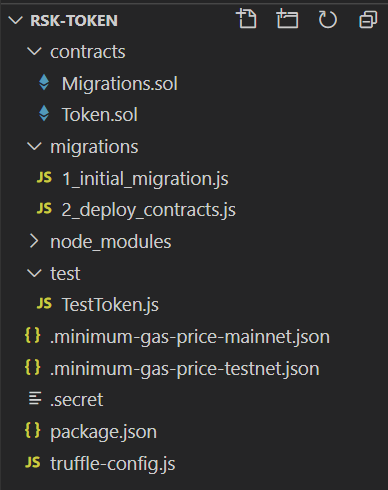 RSK-TOKEN
contracts
Migrations.sol
Token.sol
migrations
JS 1_initial_migration.js
JS 2_deploy_contracts.js
node_modules
test
JS TestToken.js
{} .minimum-gas-price-mainnet.json
{} .minimum-gas-price-testnet.json
.secret
{} package.json
JS truffle-config.js